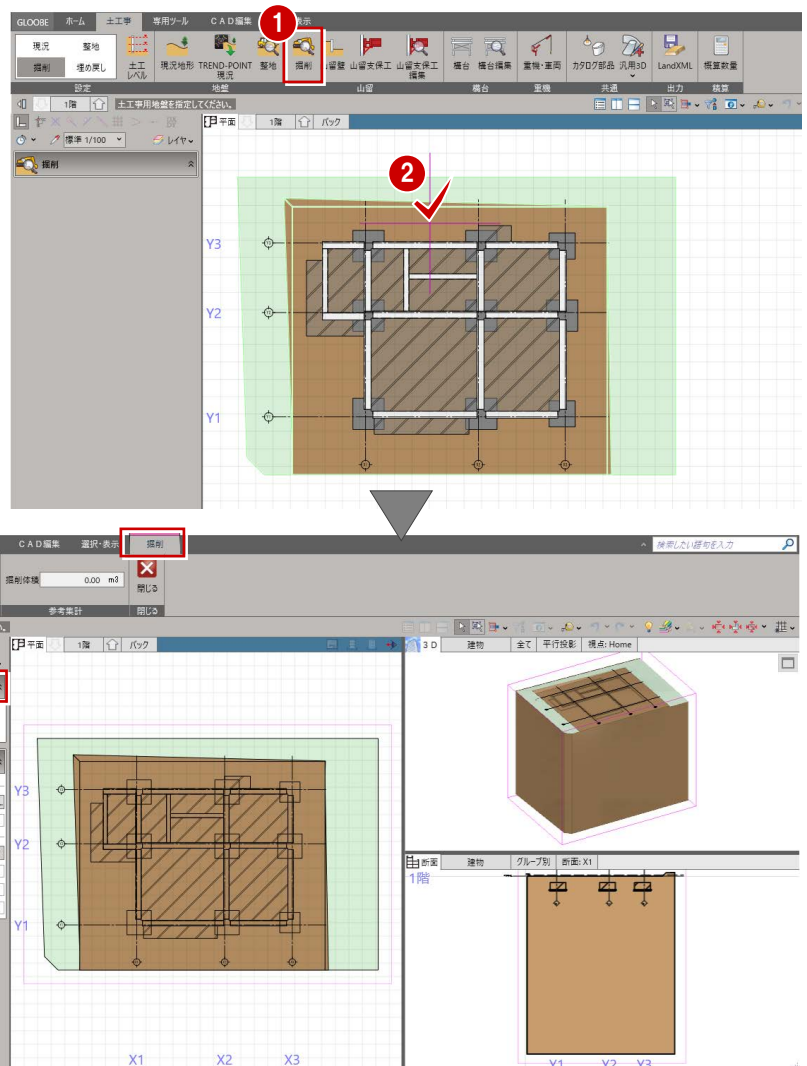 GLOOBE ホーム 土工事 専用ツール CAD編集 表示
1
現況 整地
掘削 埋め戻し
土工レベル
現況地形
TREND-POINT 現況
整地
掘削
山留壁
山留支保工
山留支保工編集
構台
構台編集
重機・車両
カタログ部品
汎用3D
LandXML
概算数量
設定 地盤 山留 構台 重機 共通 出力 積算
1階 土工事用地盤を指定してください。
標準 1/100 レイヤ
平面 1階 バック
掘削
2
Y3
Y2
Y1
CAD編集 選択・表示 掘削
検索したい語句を入力
掘削体積 0.00 m3
閉じる
参考集計 閉じる
平面 1階 バック
3D 建物 全て 平行投影 視点: Home
Y3
Y2
Y1
X1 X2 X3
断面 建物 グループ別 断面: X1
1階
Y1 Y2 Y3